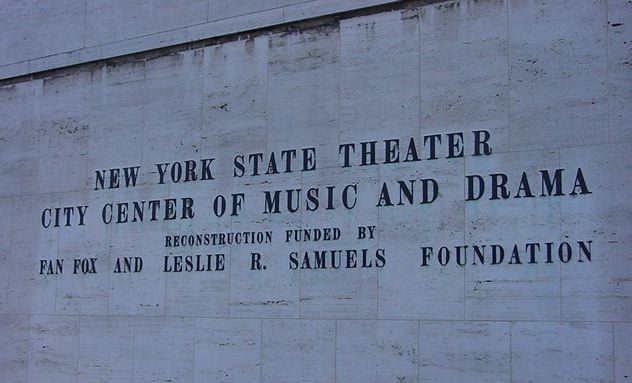 NEW YORK STATE THEATER
CITY CENTER OF MUSIC AND DRAMA
RECONSTRUCTION FUNDED BY
FAN FOX AND LESLIE R. SAMUELS FOUNDATION